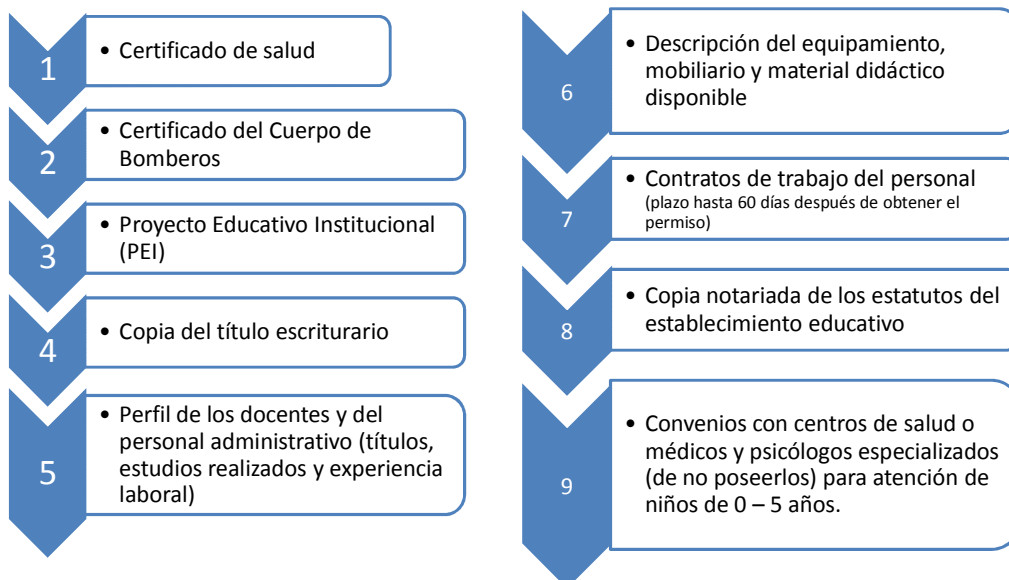 1
• Certificado de salud
2
• Certificado del Cuerpo de
Bomberos
3
• Proyecto Educativo Institucional
(PEI)
4
• Copia del título escriturario
5
• Perfil de los docentes y del
personal administrativo (títulos,
estudios realizados y experiencia
laboral)
6
• Descripción del equipamiento,
mobiliario y material didáctico
disponible
7
• Contratos de trabajo del personal
(plazo hasta 60 días después de obtener el
permiso)
8
• Copia notariada de los estatutos del
establecimiento educativo
9
• Convenios con centros de salud o
médicos y psicólogos especializados
(de no poseerlos) para atención de
niños de 0 – 5 años.